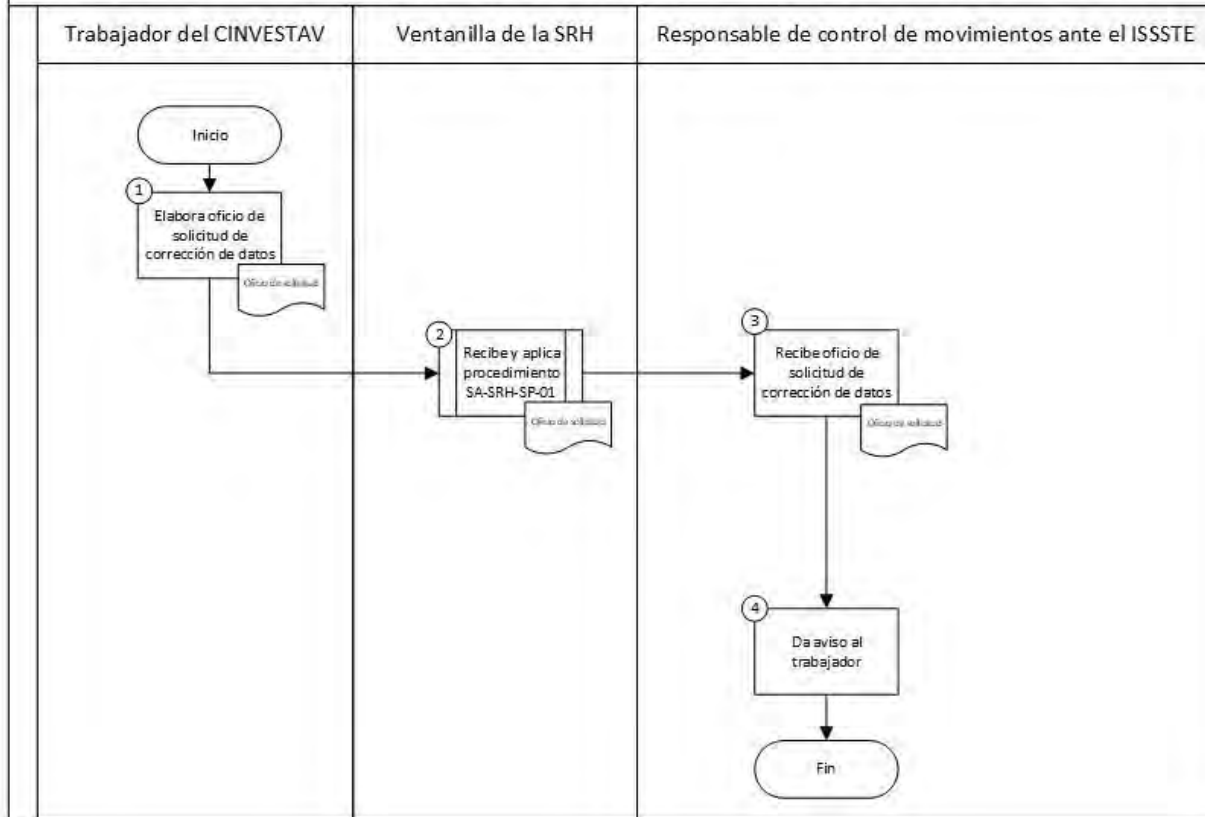 Trabajador del CINVESTAV
Ventanilla de la SRH
Responsable de control de movimientos ante el ISSSTE
Inicio
1
Elabora oficio de
solicitud de
corrección de datos
Oficio de solicitud
2
Recibe y aplica
procedimiento
SA-SRH-SP-01
Oficio de solicitud
3
Recibe oficio de
solicitud de
corrección de datos
Oficio de solicitud
4
Da aviso al
trabajador
Fin